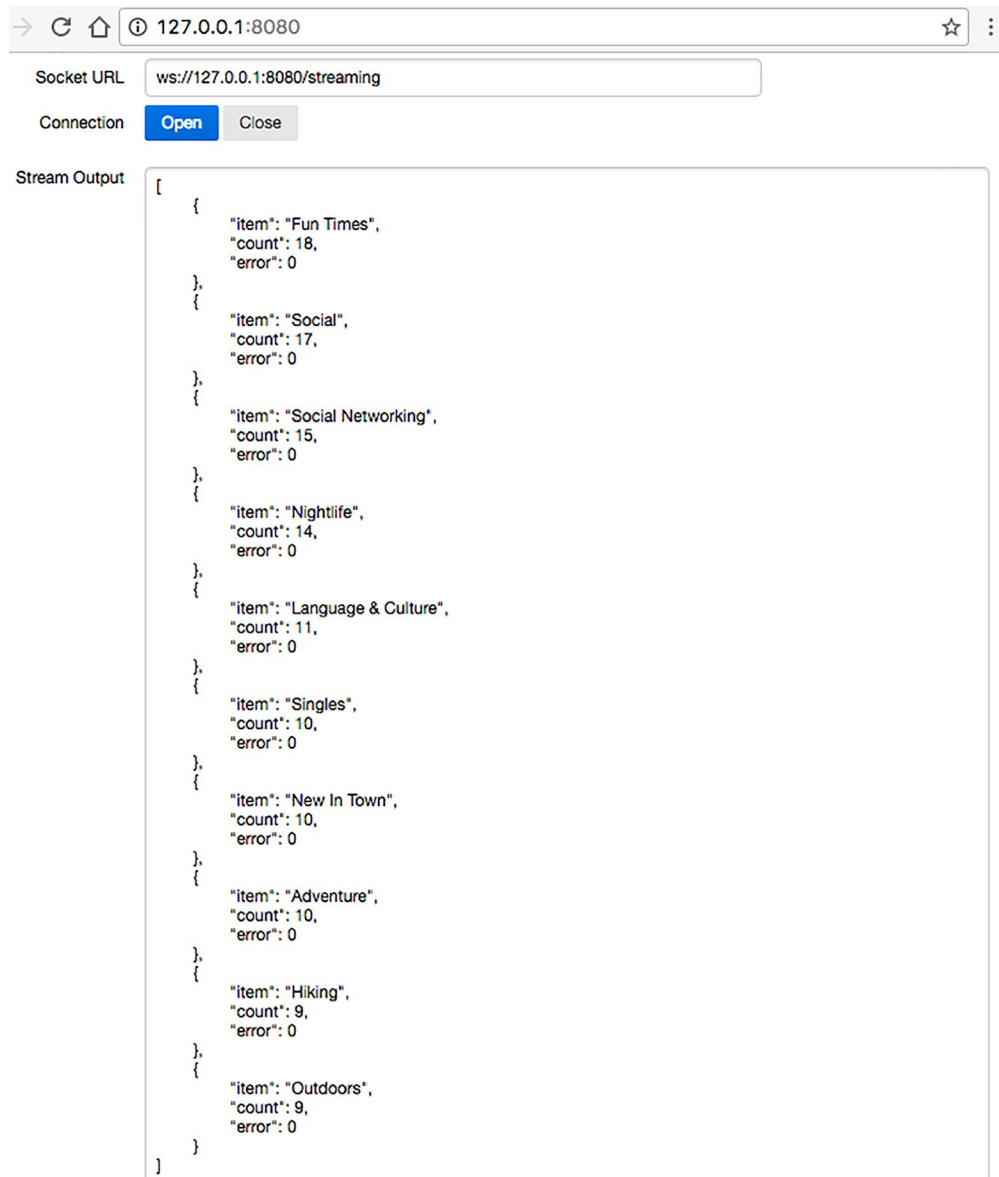 127.0.0.1:8080
Socket URL ws://127.0.0.1:8080/streaming
Connection Open Close
Stream Output [
{
"item": "Fun Times",
"count": 18,
"error": 0
},
{
"item": "Social",
"count": 17,
"error": 0
},
{
"item": "Social Networking",
"count": 15,
"error": 0
},
{
"item": "Nightlife",
"count": 14,
"error": 0
},
{
"item": "Language & Culture",
"count": 11,
"error": 0
},
{
"item": "Singles",
"count": 10,
"error": 0
},
{
"item": "New In Town",
"count": 10,
"error": 0
},
{
"item": "Adventure",
"count": 10,
"error": 0
},
{
"item": "Hiking",
"count": 9,
"error": 0
},
{
"item": "Outdoors",
"count": 9,
"error": 0
}
]